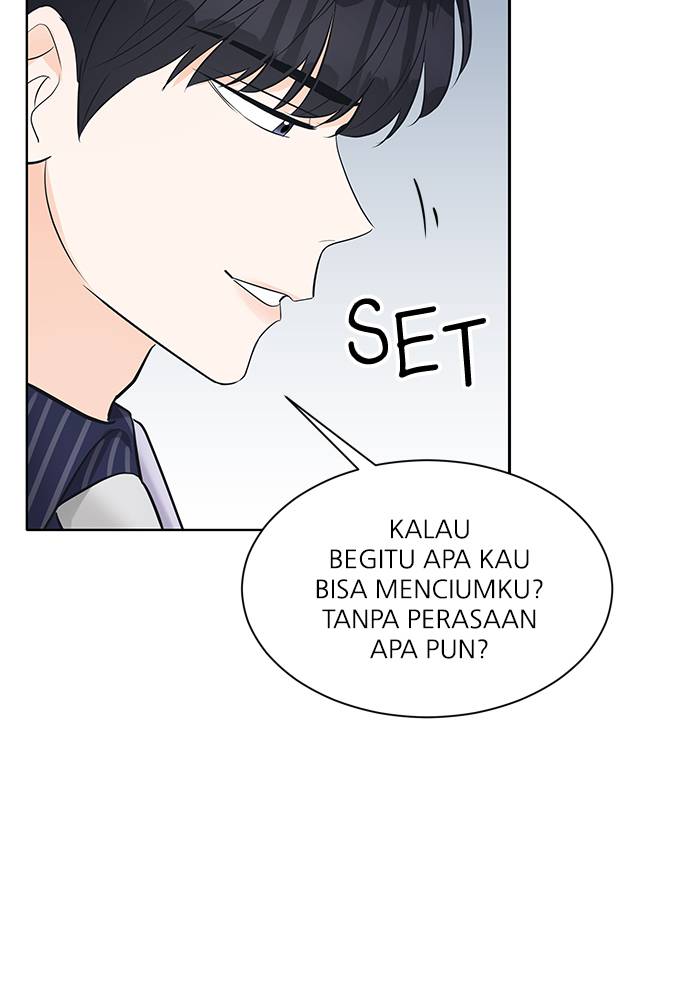 SET
KALAU
BEGITU APA KAU
BISA MENCIUMKU?
TANPA PERASAAN
APA PUN?